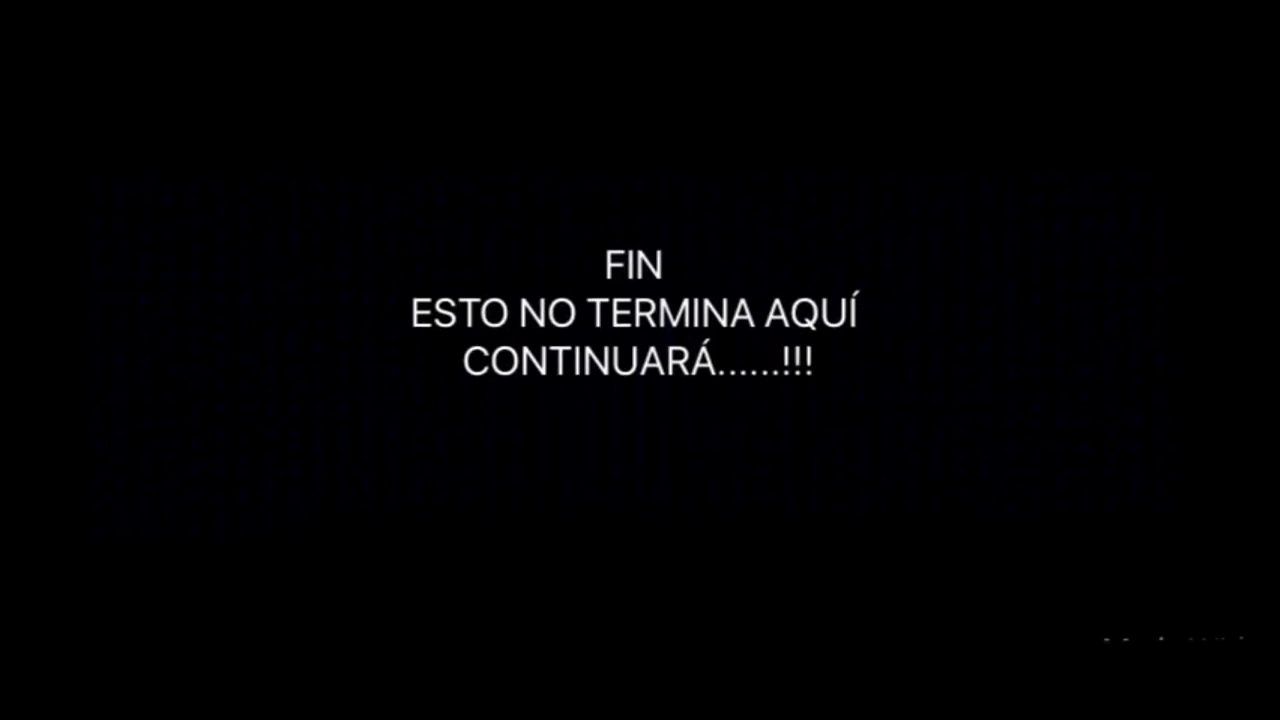 FIN
ESTO NO TERMINA AQUÍ
CONTINUARÁ......!!!